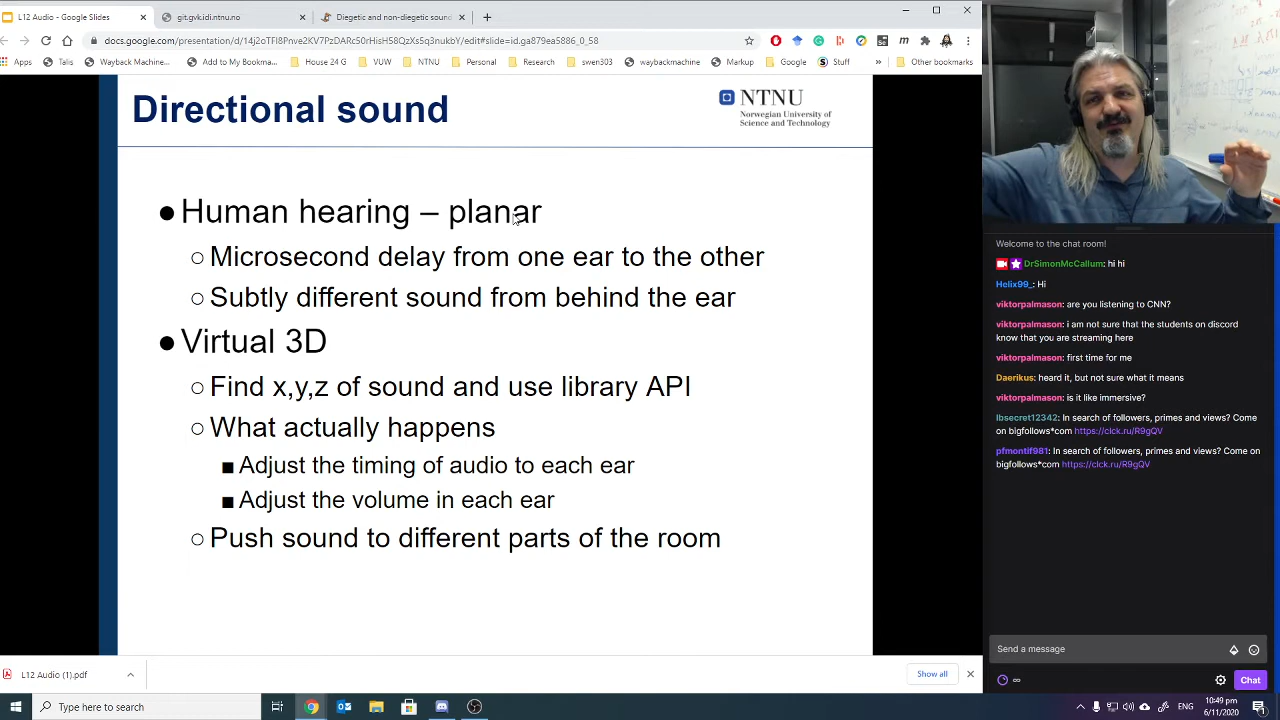 L12 - Google Slides
git.gvk.idi.ntnu.no
Diegetic and non-diegetic sound
docs.google.com/presentation/d/
edit#slide=id.ga879ea5886_0_58
Apps
Talis
Wayback Machine...
Add to My Bookma...
House 24 G
VUW
NTNU
Personal
Research
swen303
waybackmachine
Markup
Google
Stuff
»
Other bookmarks
Directional sound
NTNU
Norwegian University of
Science and Technology
● Human hearing – planar
○ Microsecond delay from one ear to the other
○ Subtly different sound from behind the ear
● Virtual 3D
○ Find x,y,z of sound and use library API
○ What actually happens
■ Adjust the timing of audio to each ear
■ Adjust the volume in each ear
○ Push sound to different parts of the room
Welcome to the chat room!
DrSimonMcCallum: hi hi
Helix99_: Hi
viktorpalmason: are you listening to CNN?
viktorpalmason: i am not sure that the students on discord
know that you are streaming here
viktorpalmason: first time for me
Daerikus: heard it, but not sure what it means
viktorpalmason: is it like immersive?
lbsecret12342: In search of followers, primes and views? Come
on bigfollows*com https://clck.ru/R9gQV
pfmontif981: In search of followers, primes and views? Come on
bigfollows*com https://clck.ru/R9gQV
Send a message
Chat
L12 Audio (1).pdf
Show all
Type here to search
ENG
10:49 pm
6/11/2020